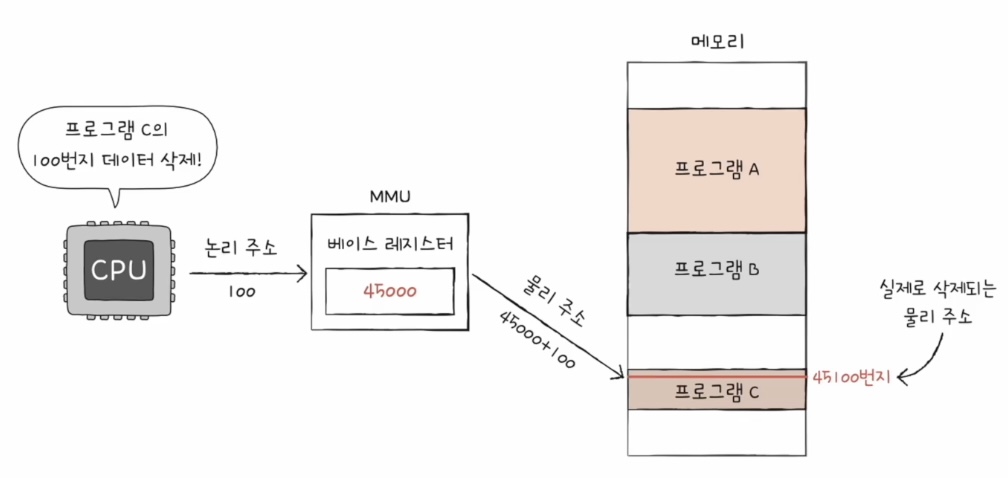 메모리
프로그램 C의
100번지 데이터 삭제!
CPU
논리 주소
100
MMU
베이스 레지스터
45000
물리 주소
45000+100
프로그램 A
프로그램 B
프로그램 C
45100번지
실제로 삭제되는
물리 주소